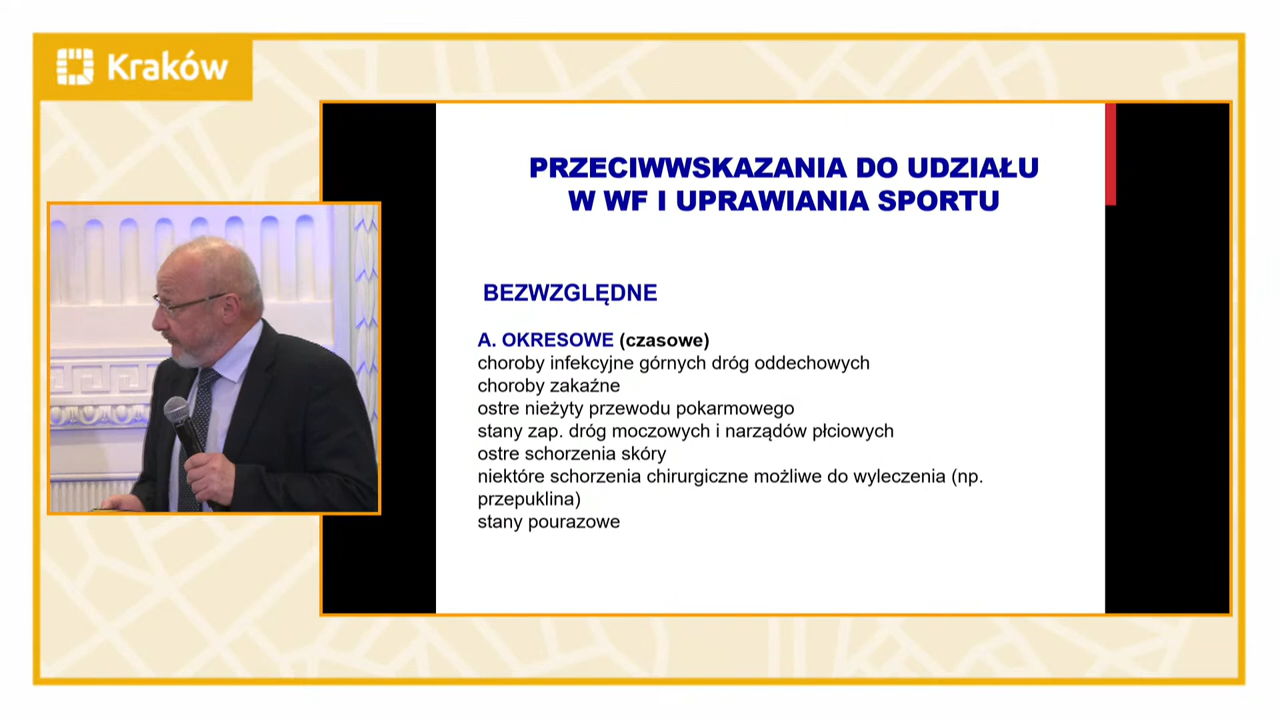 Kraków
PRZECIWWSKAZANIA DO UDZIAŁU
W WF I UPRAWIANIA SPORTU
BEZWZGLĘDNE
A. OKRESOWE (czasowe)
choroby infekcyjne górnych dróg oddechowych
choroby zakaźne
ostre nieżyty przewodu pokarmowego
stany zap. dróg moczowych i narządów płciowych
ostre schorzenia skóry
niektóre schorzenia chirurgiczne możliwe do wyleczenia (np.
przepuklina)
stany pourazowe